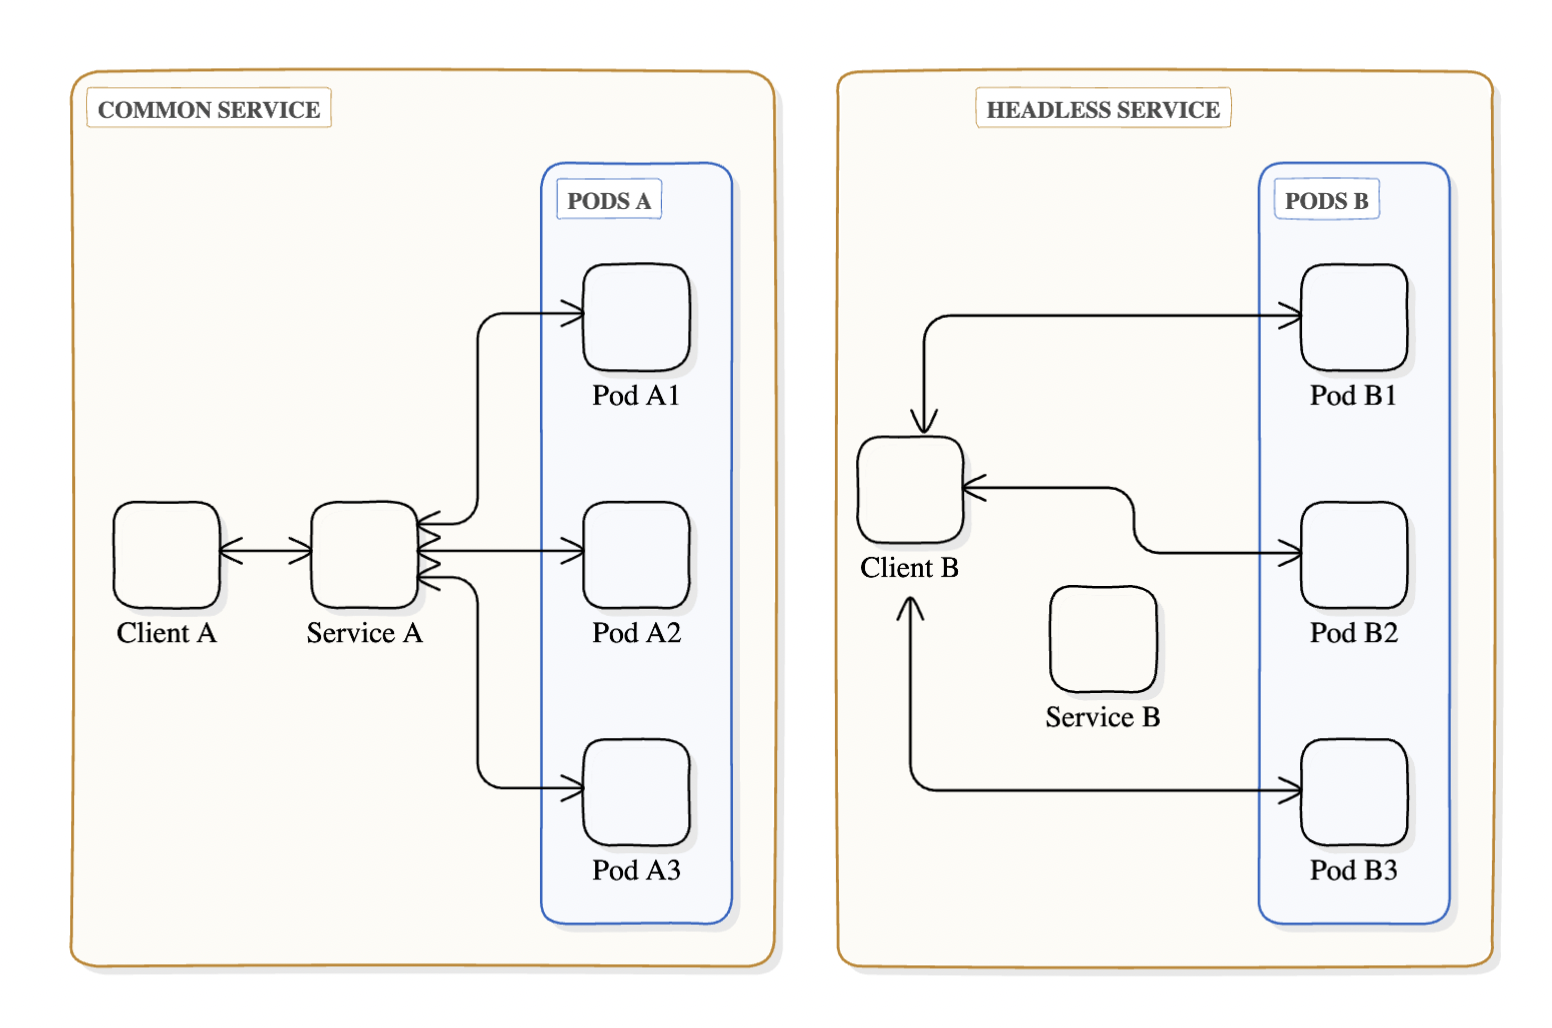 COMMON SERVICE
PODS A
Pod A1
Client A
Service A
Pod A2
Pod A3
HEADLESS SERVICE
PODS B
Pod B1
Client B
Pod B2
Service B
Pod B3